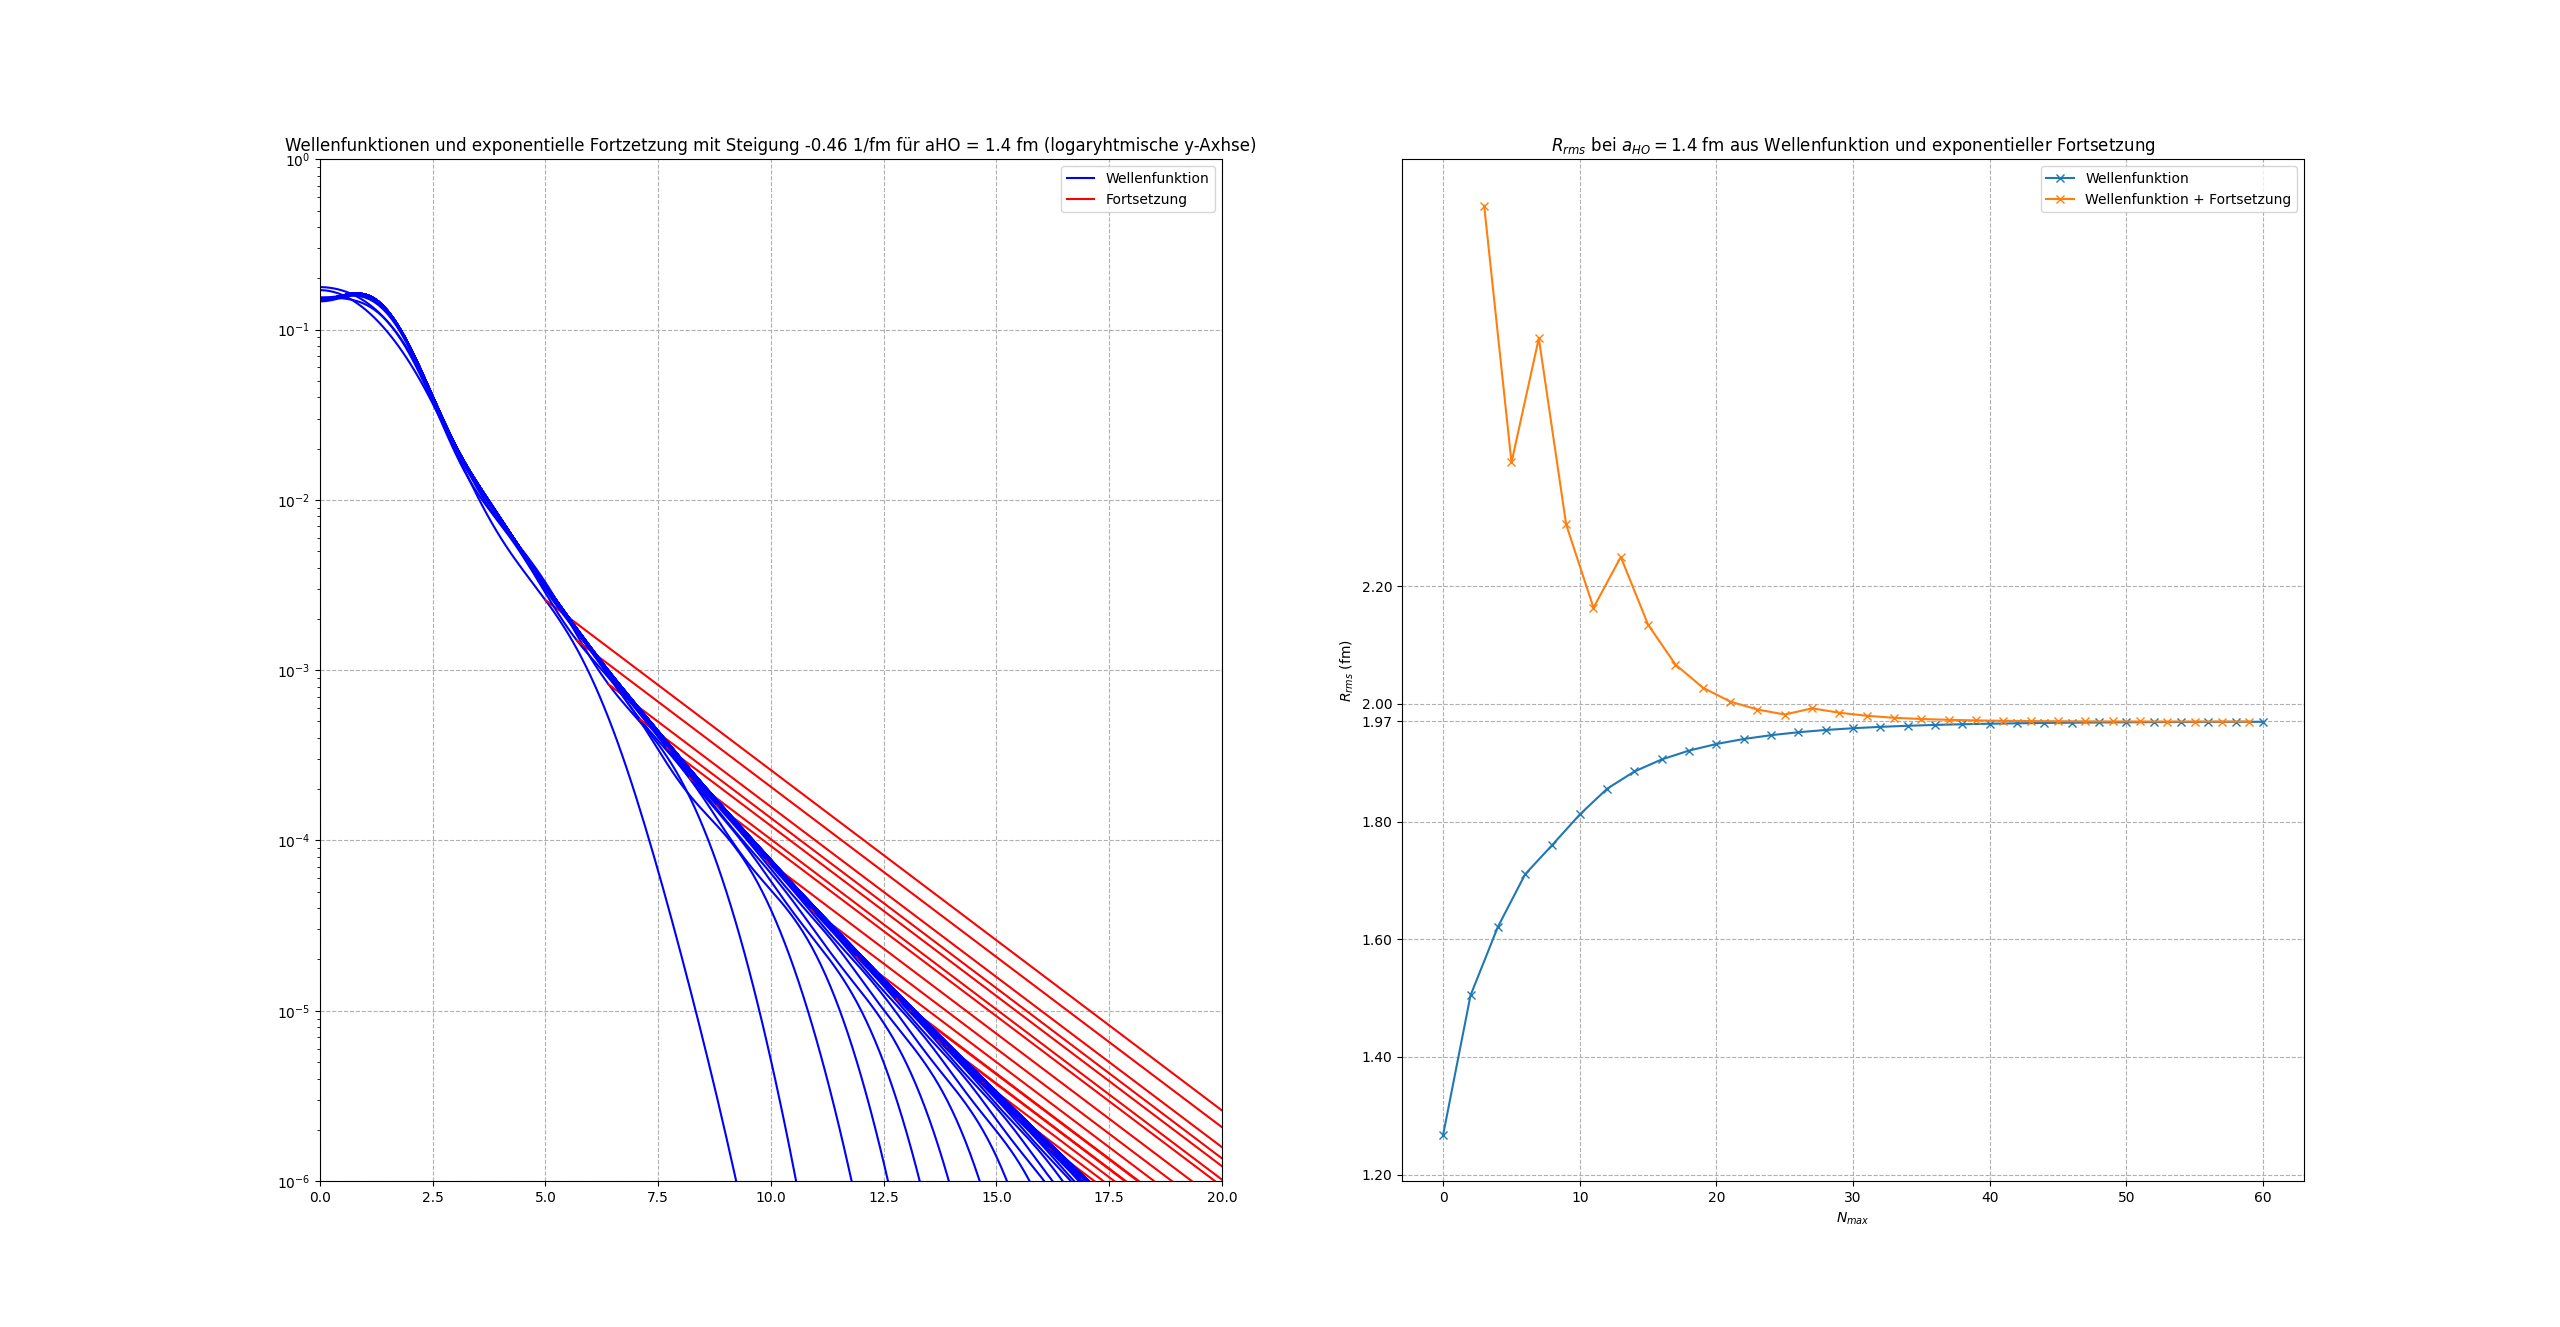 Wellenfunktionen und exponentielle Fortzetzung mit Steigung -0.46 1/fm für aHO = 1.4 fm (logaryhtmische y-Axhse)
10⁰
10⁻¹
10⁻²
10⁻³
10⁻⁴
10⁻⁵
10⁻⁶
Wellenfunktion
Fortsetzung
0.0 2.5 5.0 7.5 10.0 12.5 15.0 17.5 20.0
R_rms bei a_HO = 1.4 fm aus Wellenfunktion und exponentieller Fortsetzung
Wellenfunktion
Wellenfunktion + Fortsetzung
R_rms (fm)
2.20
2.00
1.97
1.80
1.60
1.40
1.20
0 10 20 30 40 50 60
N_max